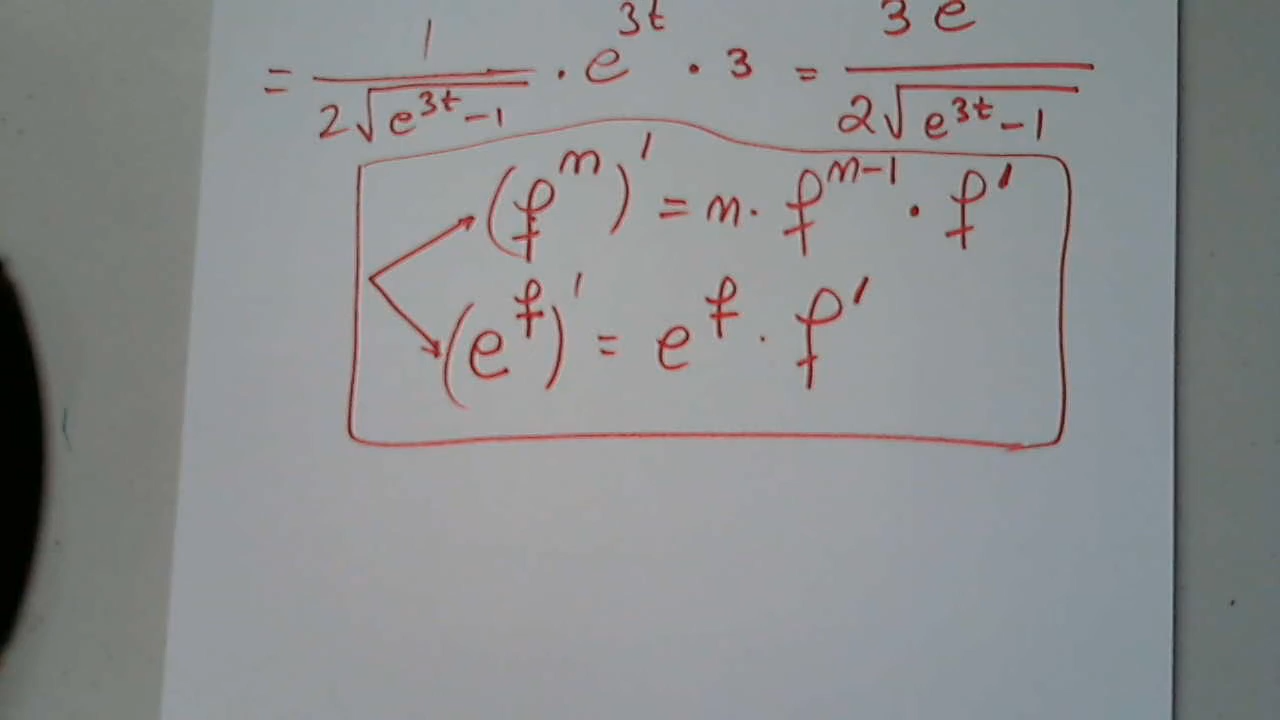 = 1 / 2√(e^3t - 1) · e^3t · 3 = 3e / 2√(e^3t - 1)
(f^n)' = n · f^n-1 · f'
(e^f)' = e^f · f'